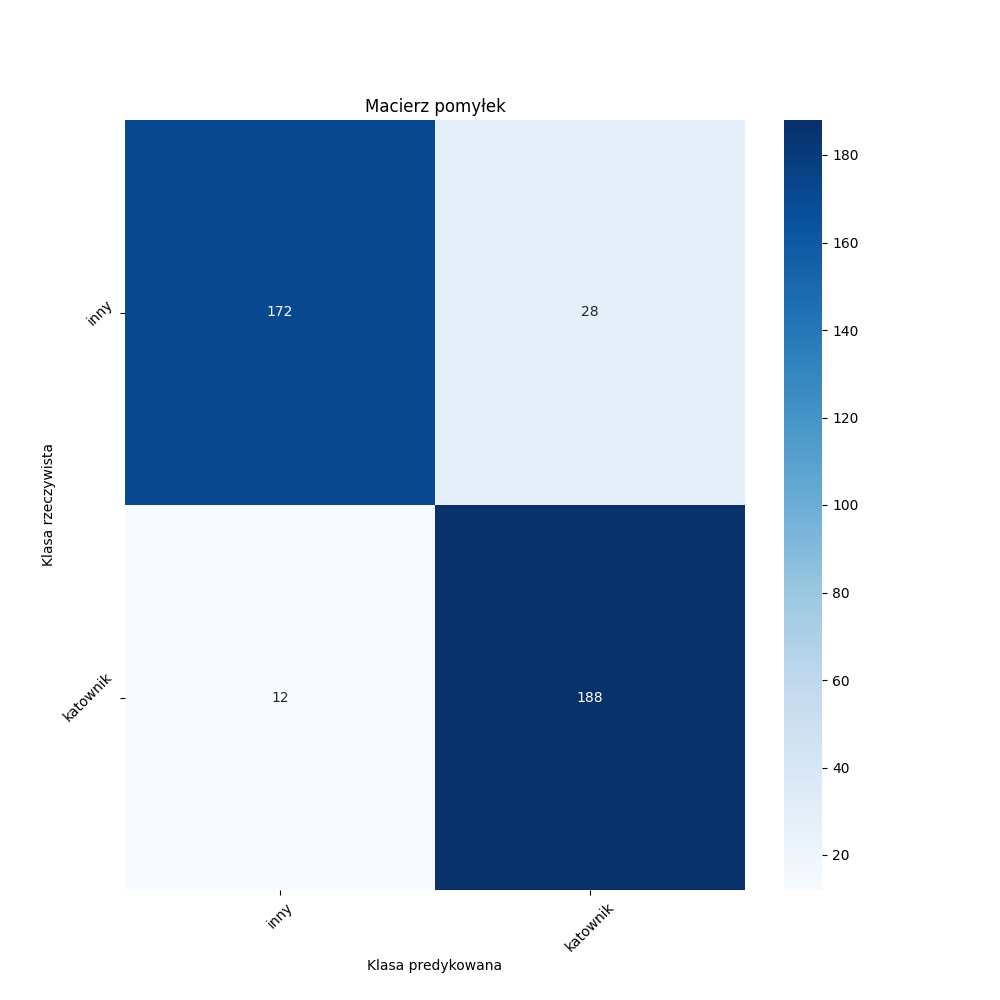 Macierz pomyłek
172
28
12
188
inny
katownik
Klasa rzeczywista
inny
katownik
Klasa predykowana
180
160
140
120
100
80
60
40
20